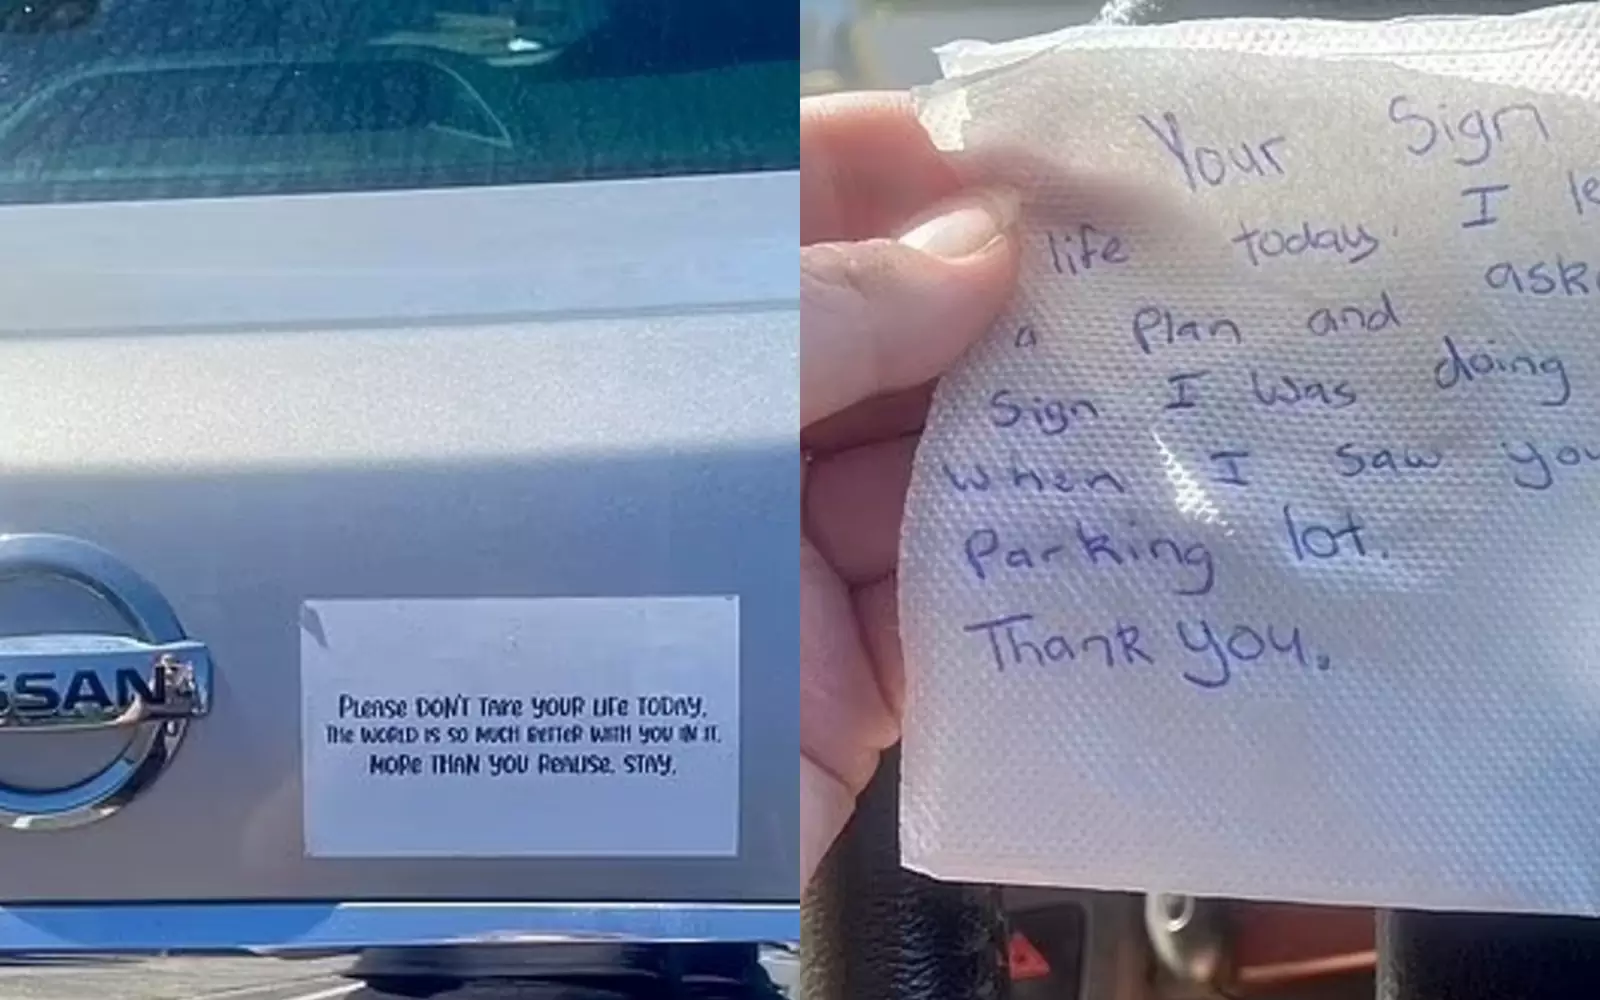 SSAN
Please DON'T TAKE YOUR LIFE TODAY.
THE WORLD IS SO MUCH BETTER WITH YOU IN IT.
MORE THAN YOU REALISE. STAY.
Your Sign
life today. I
a Plan and
Sign. I was doing
when I saw
Parking lot.
Thank you.